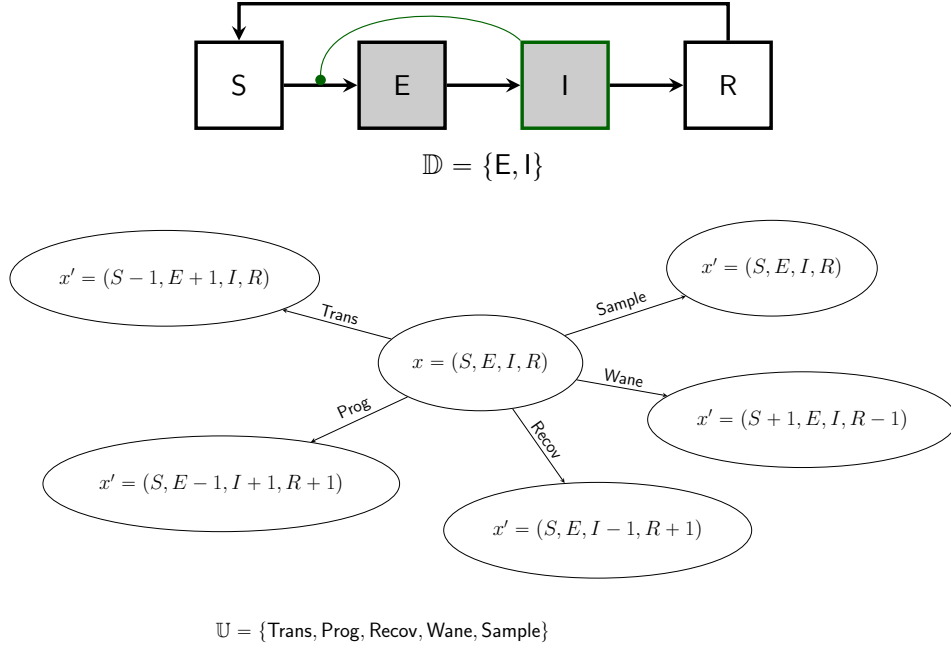 S
E
I
R
𝔻 = {E, I}
x′ = (S − 1, E + 1, I, R)
x′ = (S, E, I, R)
Trans
Sample
x = (S, E, I, R)
Wane
x′ = (S + 1, E, I, R − 1)
Prog
Recov
x′ = (S, E − 1, I + 1, R + 1)
x′ = (S, E, I − 1, R + 1)
𝕌 = {Trans, Prog, Recov, Wane, Sample}